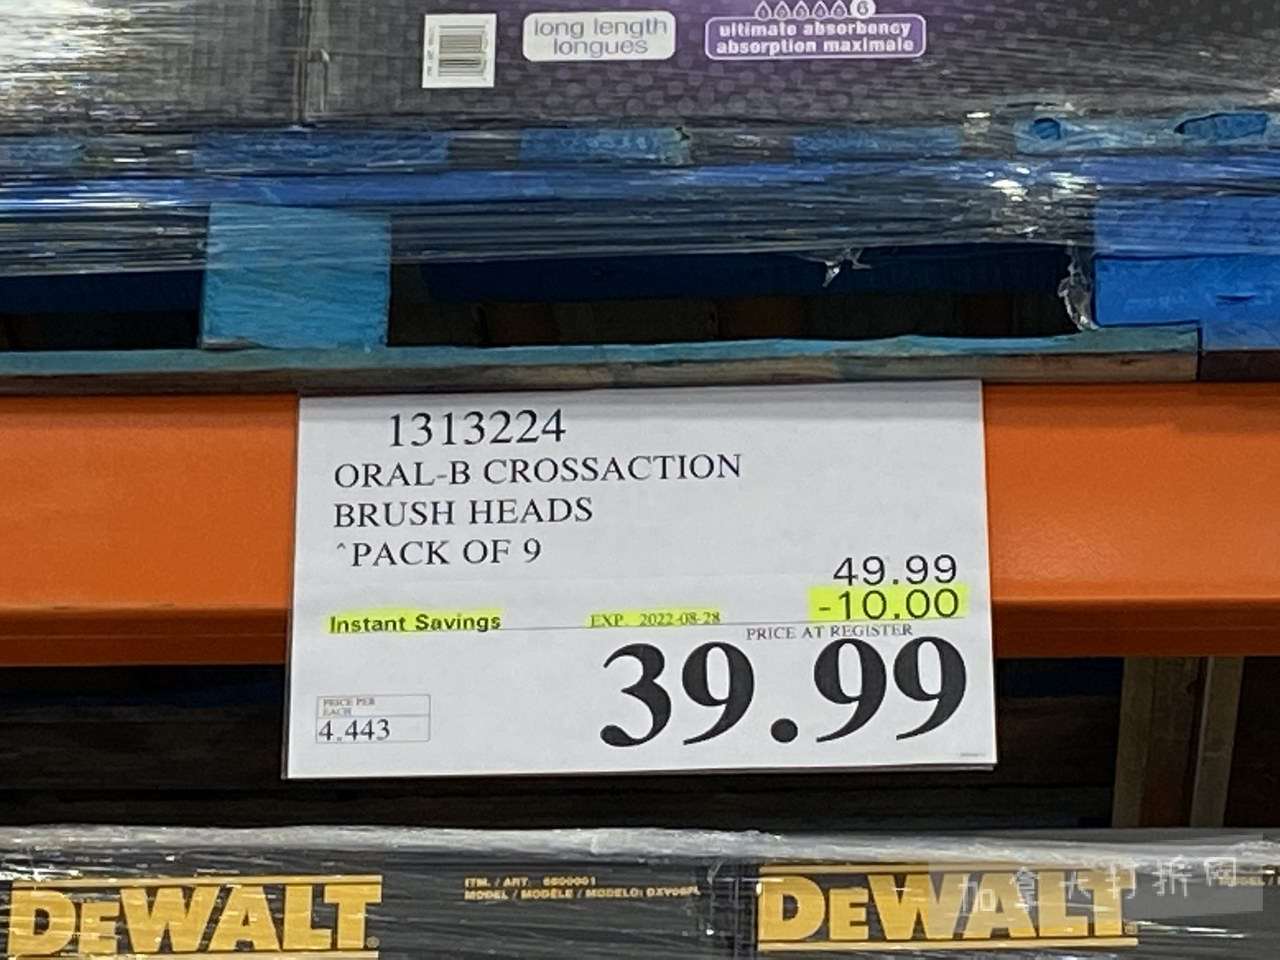 long length
longues
ultimate absorbency
absorption maximale
1313224
ORAL-B CROSSACTION
BRUSH HEADS
^PACK OF 9
49.99
-10.00
Instant Savings EXP. 2022-08-28
PRICE AT REGISTER
39.99
PRICE PER
EACH
4.443
DEWALT
ITM. / ART: 6800001
MODEL / MODÈLE / MODELO:
DEWALT
加拿大打折网